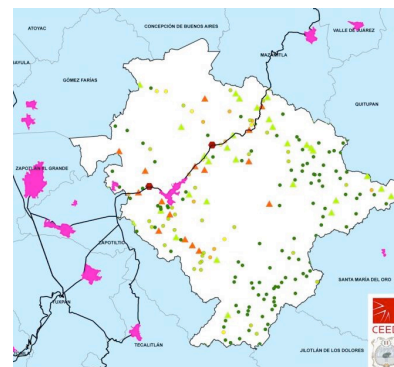 ATOYAC
CONCEPCIÓN DE BUENOS AIRES
VALLE DE JUÁREZ
MAZAMITLA
SAYULA
GÓMEZ FARÍAS
QUITUPAN
ZAPOTLÁN EL GRANDE
ZAPOTILTIC
SANTA MARÍA DEL ORO
TUXPAN
TECALITLÁN
JILOTLÁN DE LOS DOLORES